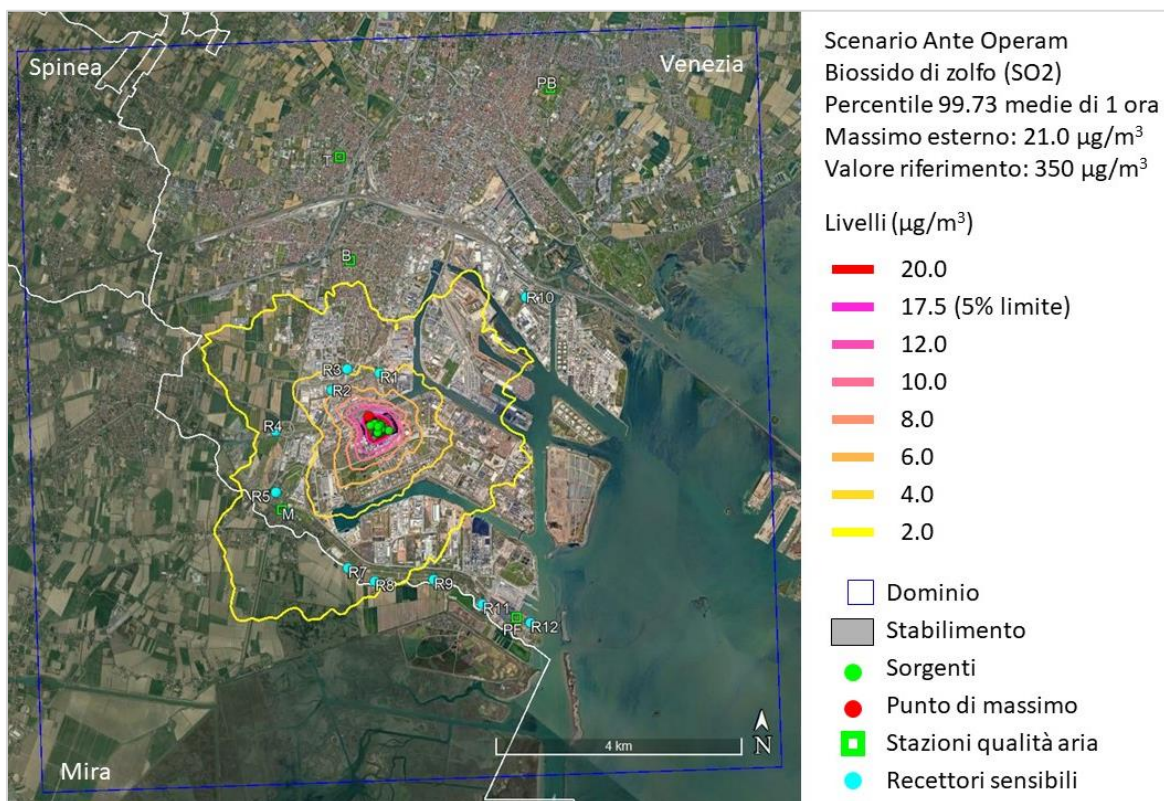 Spinea
Venezia
PB
T
B
R10
R3
R1
R2
R4
R5
M
R7
R8
R9
R11
PF
R12
4 km
N
Mira
Scenario Ante Operam
Biossido di zolfo (SO2)
Percentile 99.73 medie di 1 ora
Massimo esterno: 21.0 µg/m³
Valore riferimento: 350 µg/m³
Livelli (µg/m³)
20.0
17.5 (5% limite)
12.0
10.0
8.0
6.0
4.0
2.0
Dominio
Stabilimento
Sorgenti
Punto di massimo
Stazioni qualità aria
Recettori sensibili